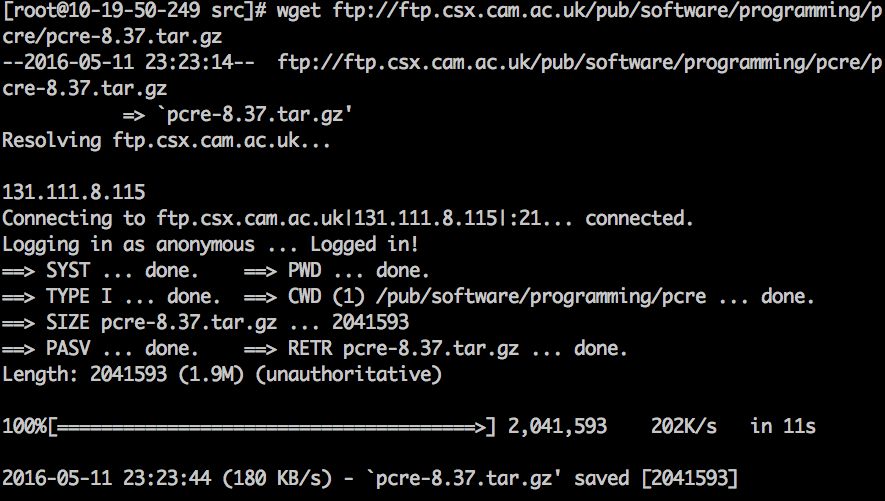 [root@10-19-50-249 src]# wget ftp://ftp.csx.cam.ac.uk/pub/software/programming/p
cre/pcre-8.37.tar.gz
--2016-05-11 23:23:14--  ftp://ftp.csx.cam.ac.uk/pub/software/programming/pcre/p
cre-8.37.tar.gz
           => `pcre-8.37.tar.gz'
Resolving ftp.csx.cam.ac.uk...
131.111.8.115
Connecting to ftp.csx.cam.ac.uk|131.111.8.115|:21... connected.
Logging in as anonymous ... Logged in!
==> SYST ... done.    ==> PWD ... done.
==> TYPE I ... done.  ==> CWD (1) /pub/software/programming/pcre ... done.
==> SIZE pcre-8.37.tar.gz ... 2041593
==> PASV ... done.    ==> RETR pcre-8.37.tar.gz ... done.
Length: 2041593 (1.9M) (unauthoritative)
100%[======================================>] 2,041,593    202K/s   in 11s
2016-05-11 23:23:44 (180 KB/s) - `pcre-8.37.tar.gz' saved [2041593]